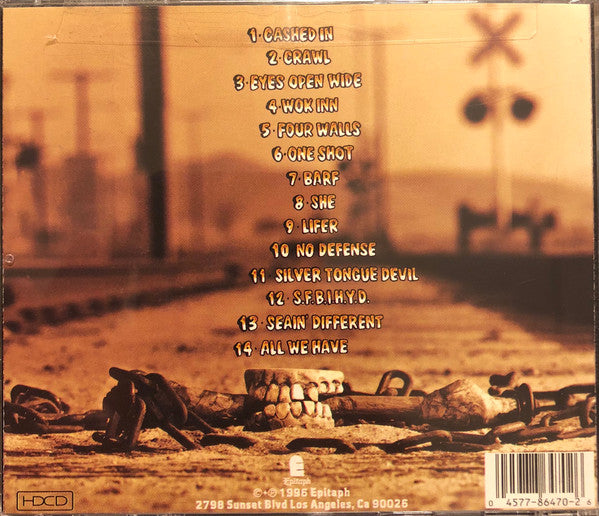 1·CASHED IN
2·CRAWL
3·EYES OPEN WIDE
4·WOK INN
5·FOUR WALLS
6·ONE SHOT
7·BARF
8·SHE
9·LIFER
10 NO DEFENSE
11·SILVER TONGUE DEVIL
12·S.F.B.I.H.Y.D.
13·SEAIN' DIFFERENT
14·ALL WE HAVE
E
Epitaph
©·℗ 1996 Epitaph
2798 Sunset Blvd Los Angeles, CA 90026
HDCD
0 4577-86470-2 6